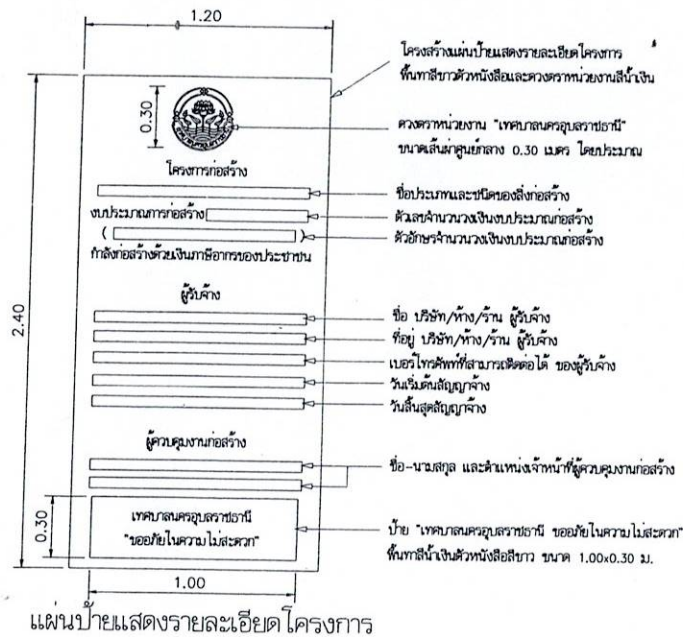 1.20
โครงสร้างแผ่นป้ายแสดงรายละเอียดโครงการ
พื้นทาสีขาวตัวหนังสือและดวงตราหน่วยงานสีน้ำเงิน
0.30
ดวงตราหน่วยงาน "เทศบาลนครอุบลราชธานี"
ขนาดเส้นผ่าศูนย์กลาง 0.30 เมตร โดยประมาณ
โครงการก่อสร้าง
ชื่อประเภทและชนิดของสิ่งก่อสร้าง
งบประมาณการก่อสร้าง
ตัวเลขจำนวนวงเงินงบประมาณก่อสร้าง
( )
ตัวอักษรจำนวนวงเงินงบประมาณก่อสร้าง
กำลังก่อสร้างด้วยเงินภาษีอากรของประชาชน
2.40
ผู้รับจ้าง
ชื่อ บริษัท/ห้าง/ร้าน ผู้รับจ้าง
ที่อยู่ บริษัท/ห้าง/ร้าน ผู้รับจ้าง
เบอร์โทรศัพท์ที่สามารถติดต่อได้ ของผู้รับจ้าง
วันเริ่มต้นสัญญาจ้าง
วันสิ้นสุดสัญญาจ้าง
ผู้ควบคุมงานก่อสร้าง
ชื่อ-นามสกุล และตำแหน่งเจ้าหน้าที่ผู้ควบคุมงานก่อสร้าง
0.30
เทศบาลนครอุบลราชธานี
"ขออภัยในความไม่สะดวก"
ป้าย "เทศบาลนครอุบลราชธานี ขออภัยในความไม่สะดวก"
พื้นทาสีน้ำเงินตัวหนังสือสีขาว ขนาด 1.00x0.30 ม.
1.00
แผ่นป้ายแสดงรายละเอียดโครงการ